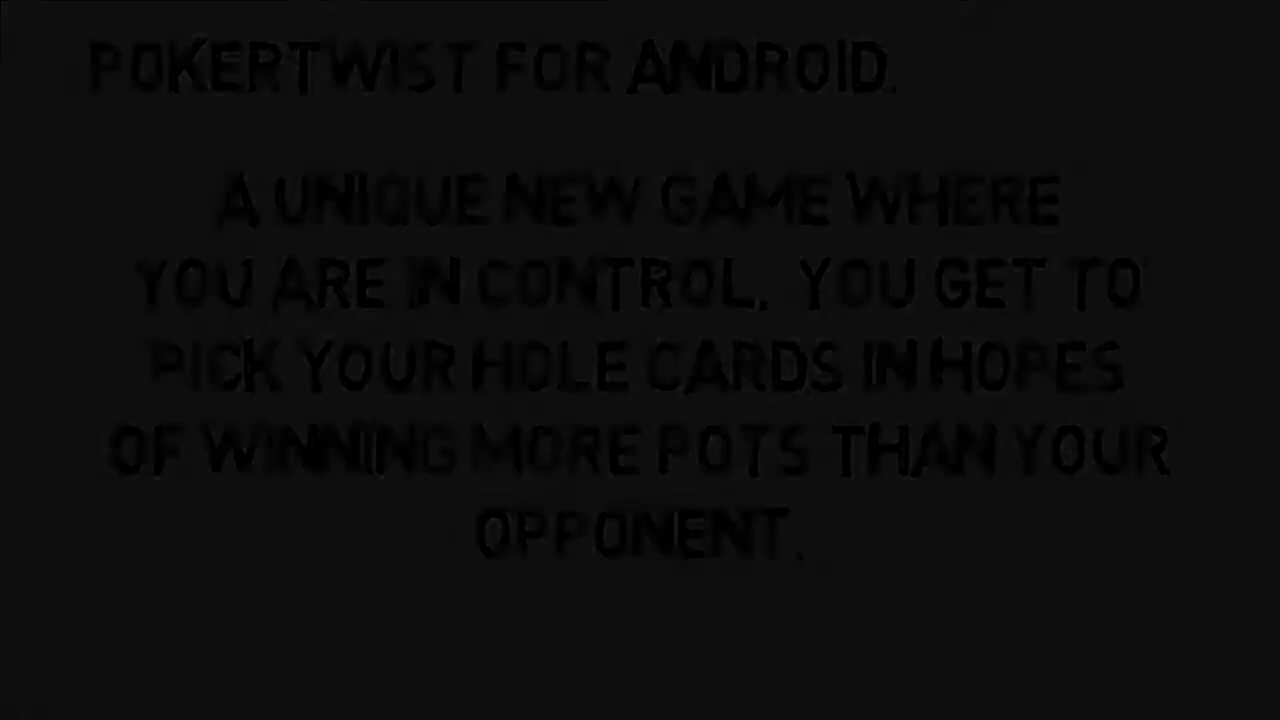 POKERTWIST FOR ANDROID.
A UNIQUE NEW GAME WHERE
YOU ARE IN CONTROL. YOU GET TO
PICK YOUR HOLE CARDS IN HOPES
OF WINNING MORE POTS THAN YOUR
OPPONENT.